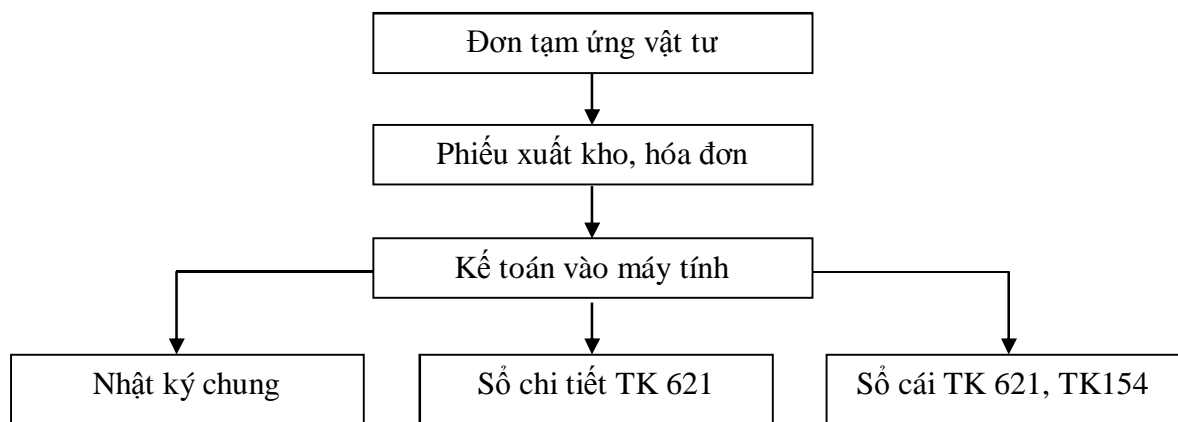 Đơn tạm ứng vật tư
Phiếu xuất kho, hóa đơn
Kế toán vào máy tính
Nhật ký chung
Sổ chi tiết TK 621
Sổ cái TK 621, TK154